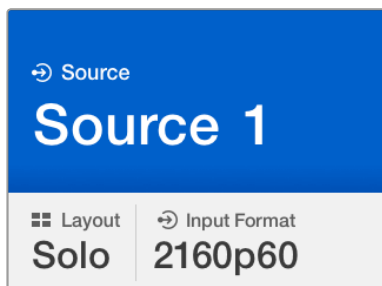 Source
Source 1
Layout
Input Format
Solo
2160p60